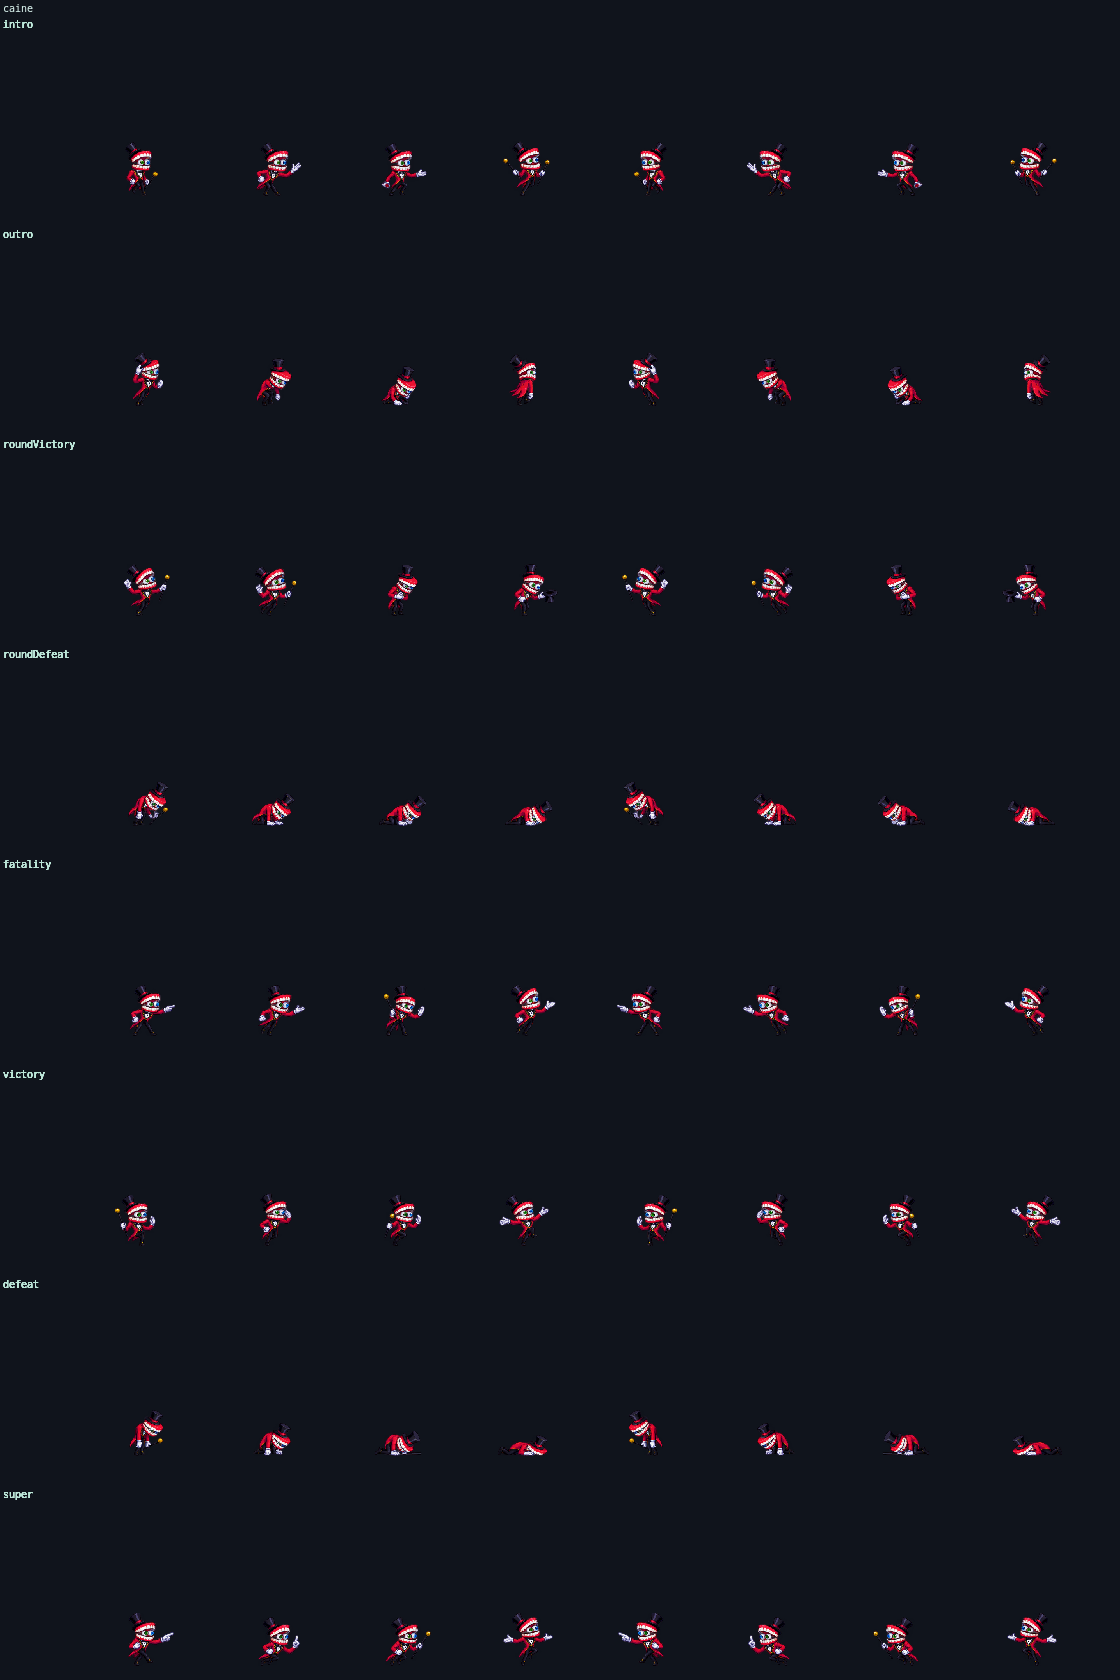 caine
intro
outro
roundVictory
roundDefeat
fatality
victory
defeat
super